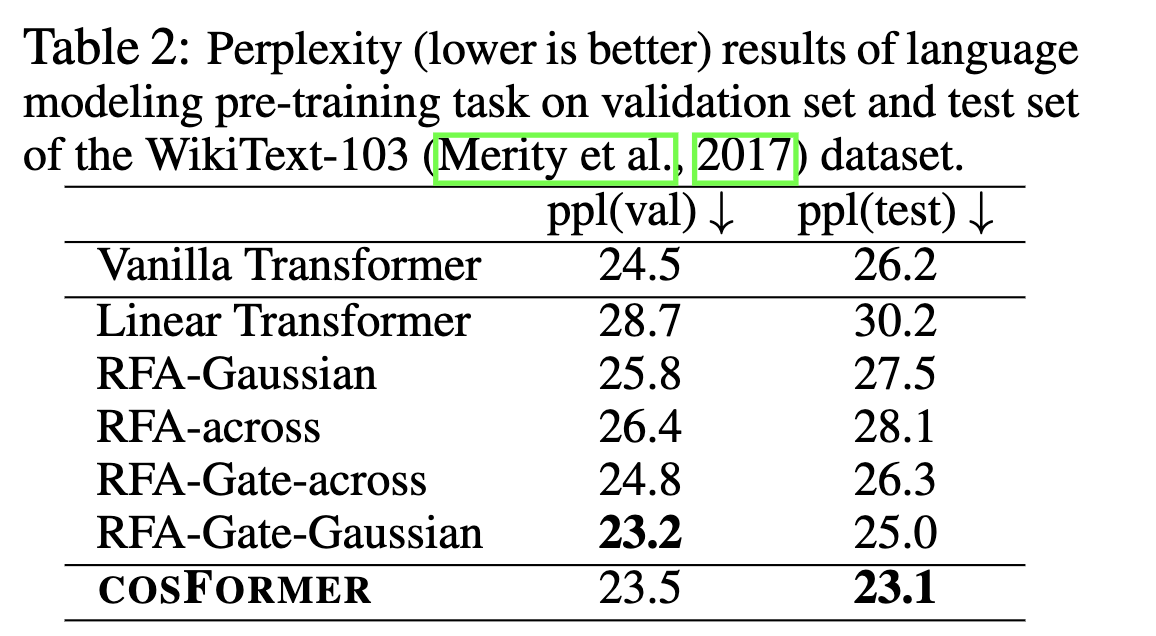 Table 2: Perplexity (lower is better) results of language
modeling pre-training task on validation set and test set
of the WikiText-103 (Merity et al., 2017) dataset.
ppl(val) ↓ ppl(test) ↓
Vanilla Transformer 24.5 26.2
Linear Transformer 28.7 30.2
RFA-Gaussian 25.8 27.5
RFA-across 26.4 28.1
RFA-Gate-across 24.8 26.3
RFA-Gate-Gaussian 23.2 25.0
COSFORMER 23.5 23.1